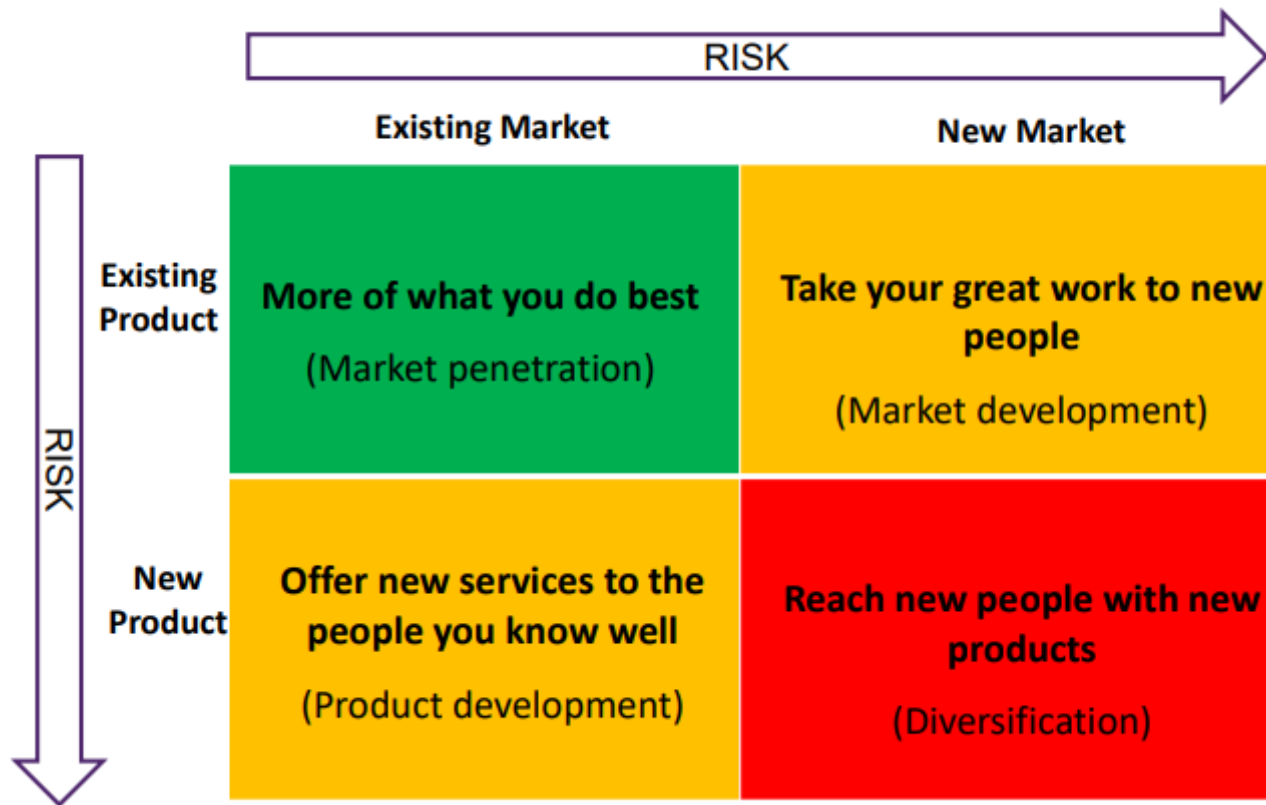 RISK
Existing Market
New Market
RISK
Existing
Product
More of what you do best
(Market penetration)
Take your great work to new
people
(Market development)
New
Product
Offer new services to the
people you know well
(Product development)
Reach new people with new
products
(Diversification)